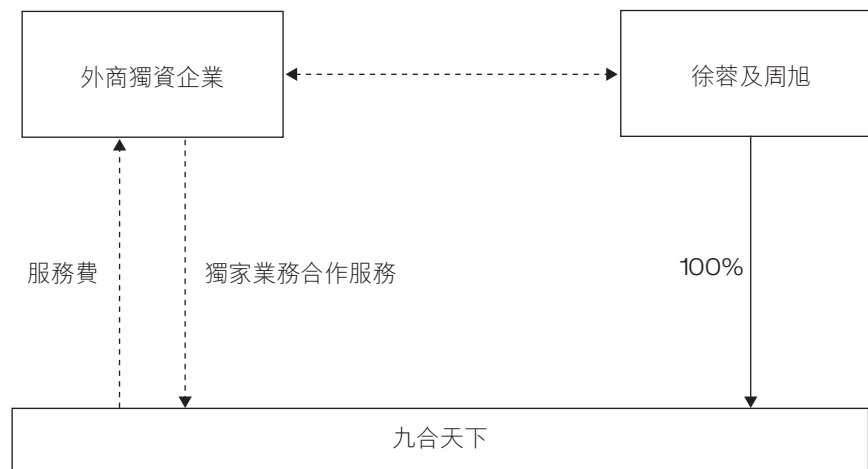 外商獨資企業
徐蓉及周旭
服務費
獨家業務合作服務
100%
九合天下